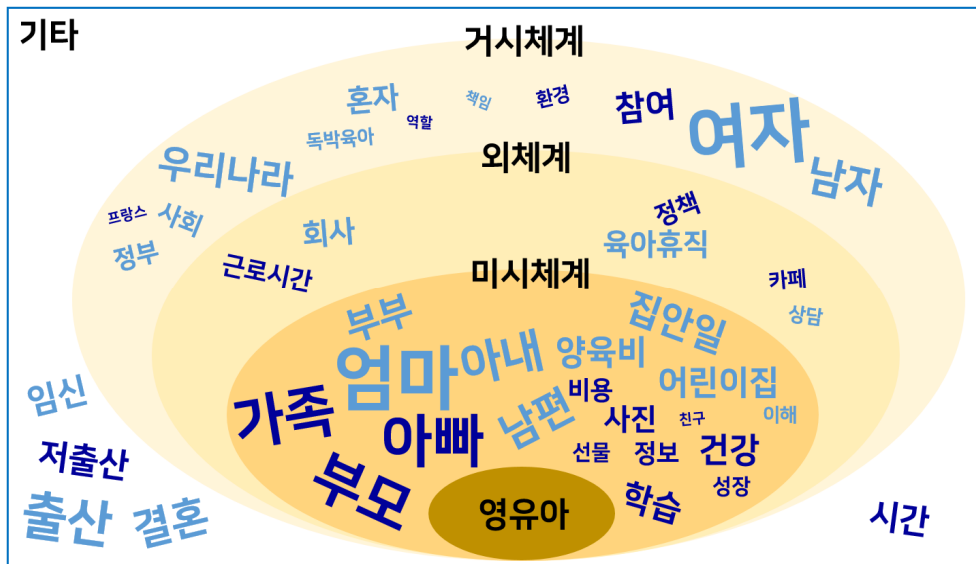 기타
거시체계
혼자
책임
환경
역할
참여
여자
독박육아
남자
우리나라
외체계
프랑스
사회
정부
회사
정책
육아휴직
근로시간
미시체계
카페
상담
부부
집안일
엄마
아내
양육비
어린이집
비용
임신
가족
아빠
남편
사진
친구
이해
저출산
선물
정보
건강
부모
학습
성장
출산
결혼
영유아
시간